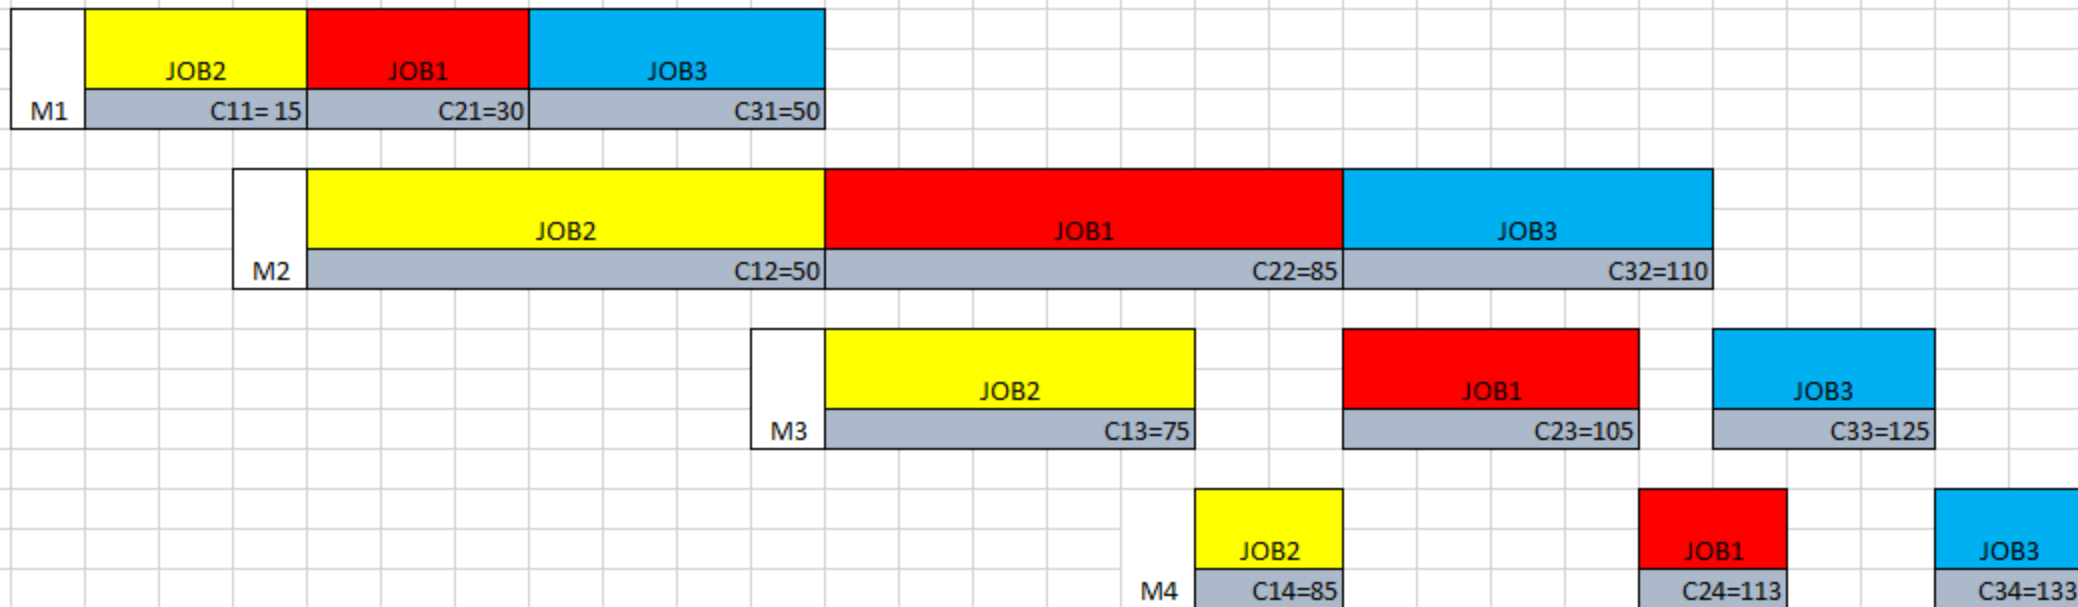 JOB2 JOB1 JOB3
M1 C11= 15 C21=30 C31=50
JOB2 JOB1 JOB3
M2 C12=50 C22=85 C32=110
JOB2 JOB1 JOB3
M3 C13=75 C23=105 C33=125
JOB2 JOB1 JOB3
M4 C14=85 C24=113 C34=133